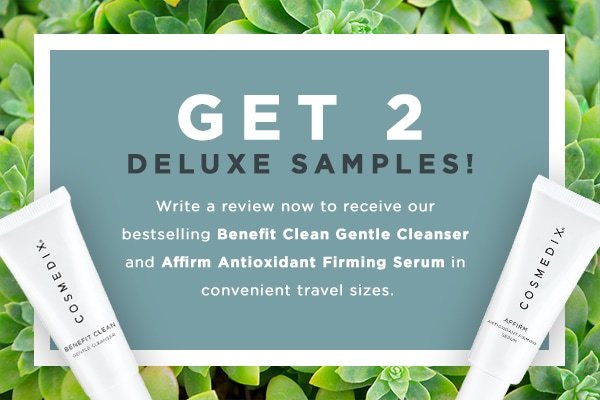 GET 2
DELUXE SAMPLES!
Write a review now to receive our
bestselling Benefit Clean Gentle Cleanser
and Affirm Antioxidant Firming Serum in
convenient travel sizes.
COSMEDIX®
BENEFIT CLEAN
GENTLE CLEANSER
COSMEDIX®
AFFIRM
ANTIOXIDANT FIRMING
SERUM